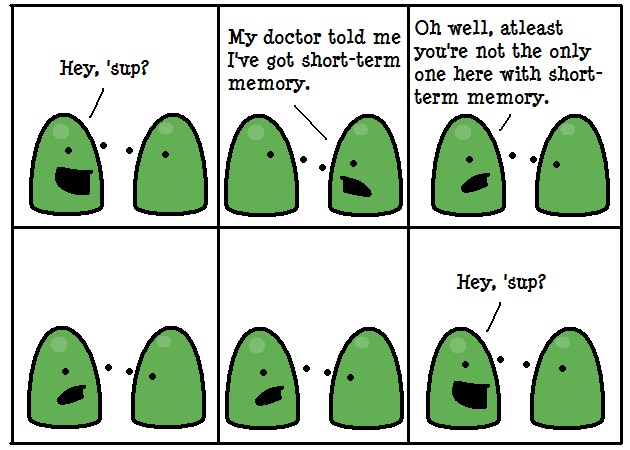 Hey, 'sup?
My doctor told me
I've got short-term
memory.
Oh well, atleast
you're not the only
one here with short-
term memory.
Hey, 'sup?